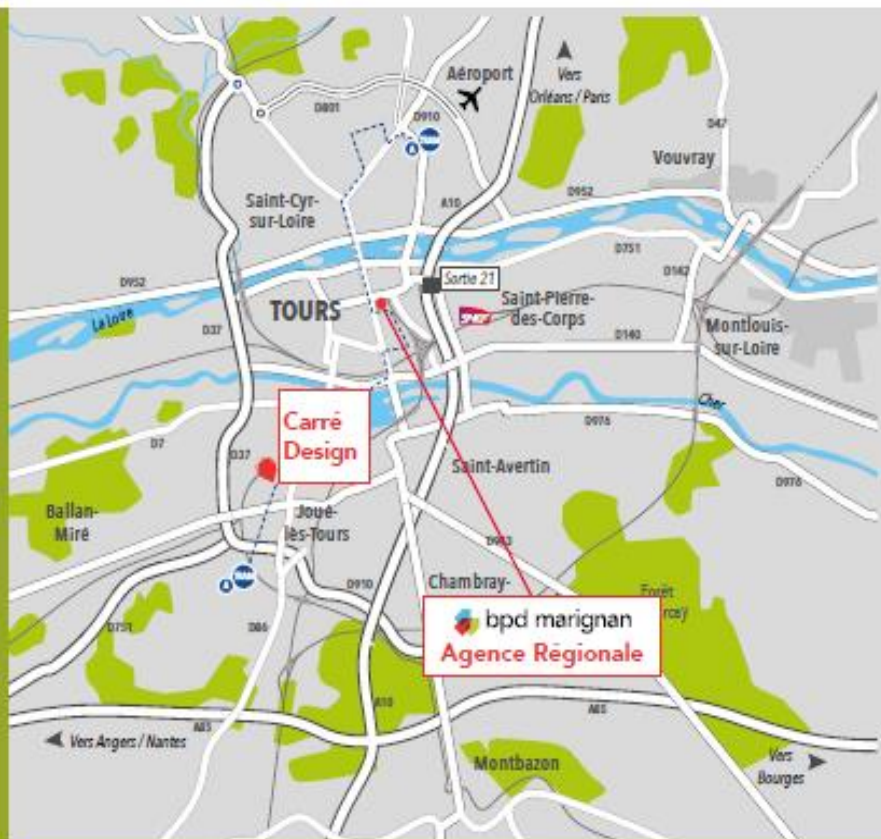 Aéroport
Vers
Orléans / Paris
D801
D910
D47
Vouvray
Saint-Cyr-
sur-Loire
A10
D952
D751
D142
D952
Sortie 21
TOURS
Saint-Pierre-
des-Corps
SNCF
La Loire
D37
D140
Montlouis-
sur-Loire
Carré
Design
Cher
D7
D37
D976
Saint-Avertin
D976
Ballan-
Miré
Joué-
lès-Tours
D910
Chambray-
Forêt
D751
D86
bpd marignan
Agence Régionale
A10
A85
A85
Vers Angers / Nantes
Montbazon
Vers
Bourges